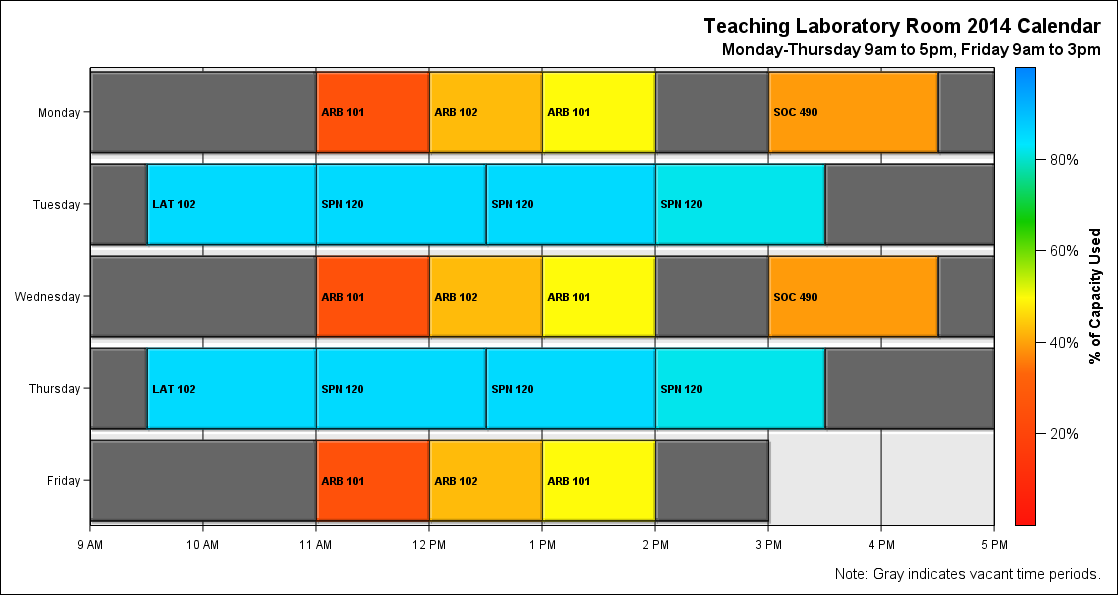 Teaching Laboratory Room 2014 Calendar
Monday-Thursday 9am to 5pm, Friday 9am to 3pm
Monday
ARB 101
ARB 102
ARB 101
SOC 490
Tuesday
LAT 102
SPN 120
SPN 120
SPN 120
Wednesday
ARB 101
ARB 102
ARB 101
SOC 490
Thursday
LAT 102
SPN 120
SPN 120
SPN 120
Friday
ARB 101
ARB 102
ARB 101
9 AM
10 AM
11 AM
12 PM
1 PM
2 PM
3 PM
4 PM
5 PM
80%
60%
40%
20%
% of Capacity Used
Note: Gray indicates vacant time periods.